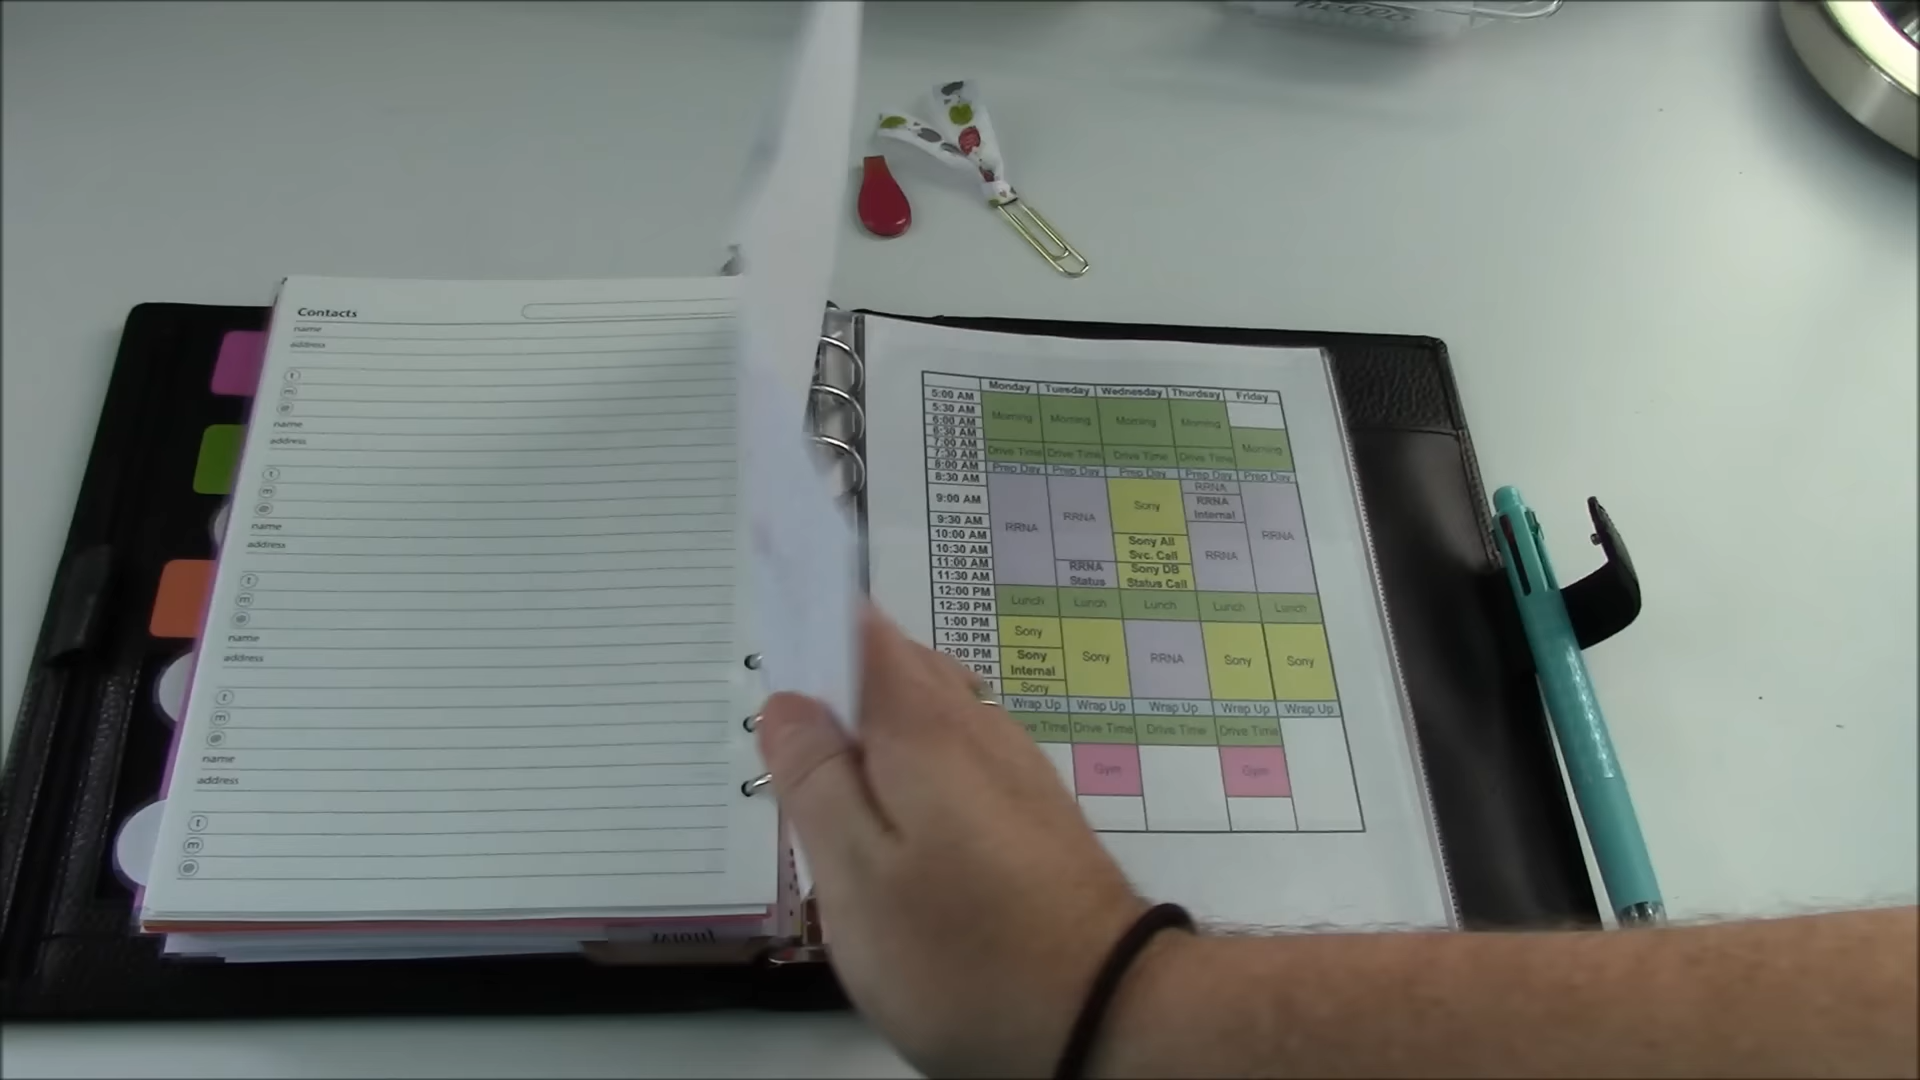 Contacts
name
address
t
m
@
name
address
t
m
@
name
address
t
m
@
name
address
t
m
@
name
address
t
m
@
Monday Tuesday Wednesday Thurdsay Friday
5:00 AM
5:30 AM
6:00 AM
6:30 AM
7:00 AM
7:30 AM
8:00 AM
8:30 AM
9:00 AM
9:30 AM
10:00 AM
10:30 AM
11:00 AM
11:30 AM
12:00 PM
12:30 PM
1:00 PM
1:30 PM
2:00 PM
PM
Morning Morning Morning Morning
Morning
Drive Time Drive Time Drive Time Drive Time
Prep Day Prep Day Prep Day Prep Day Prep Day
RRNA RRNA Sony RRNA RRNA
RRNA
Internal
RRNA
Sony All
Svc. Call
RRNA
Status
Sony DB
Status Call
Lunch Lunch Lunch Lunch Lunch
Sony Sony RRNA Sony Sony
Sony
Internal
Sony
Wrap Up Wrap Up Wrap Up Wrap Up Wrap Up
ve Time Drive Time Drive Time Drive Time
Gym Gym